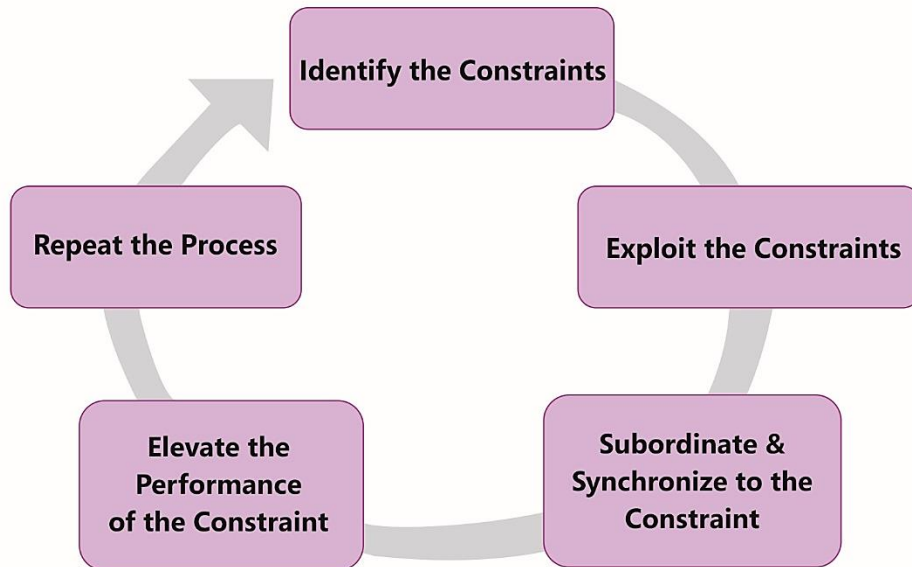 Identify the Constraints
Exploit the Constraints
Subordinate &
Synchronize to the
Constraint
Elevate the
Performance
of the Constraint
Repeat the Process